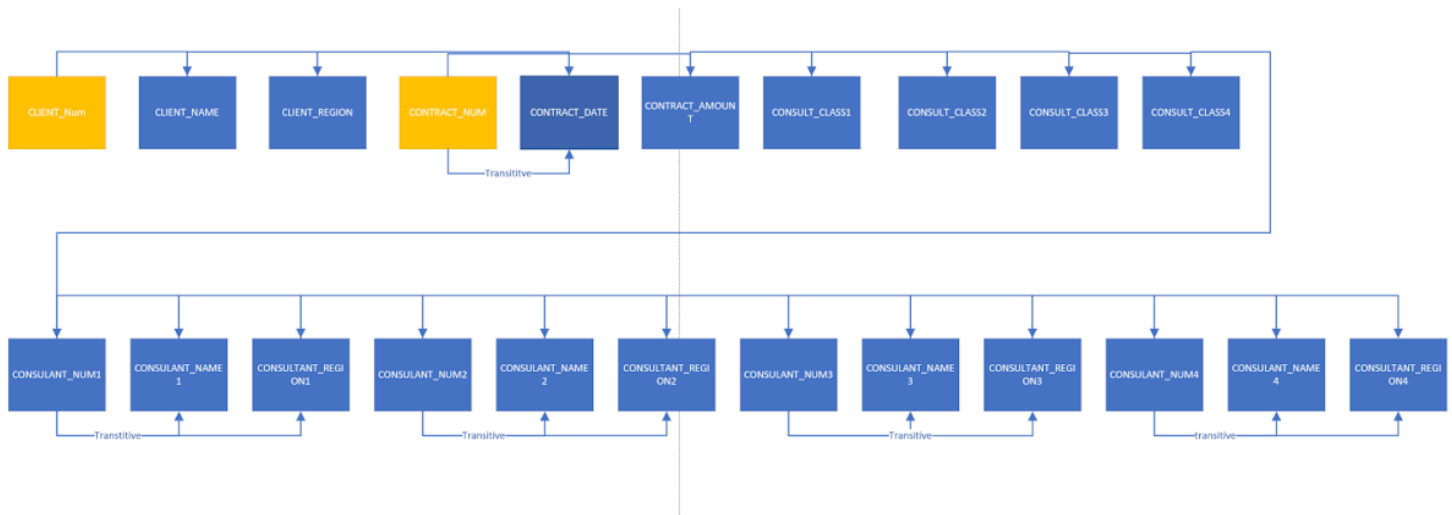 CLIENT_Num
CLIENT_NAME
CLIENT_REGION
CONTRACT_NUM
CONTRACT_DATE
CONTRACT_AMOUN
T
CONSULT_CLASS1
CONSULT_CLASS2
CONSULT_CLASS3
CONSULT_CLASS4
Transititve
CONSULANT_NUM1
CONSULANT_NAME
1
CONSULTANT_REGI
ON1
CONSULANT_NUM2
CONSULANT_NAME
2
CONSULTANT_REGI
ON2
CONSULANT_NUM3
CONSULANT_NAME
3
CONSULTANT_REGI
ON3
CONSULANT_NUM4
CONSULANT_NAME
4
CONSULTANT_REGI
ON4
Transtitive
Transitive
Transitive
transitive